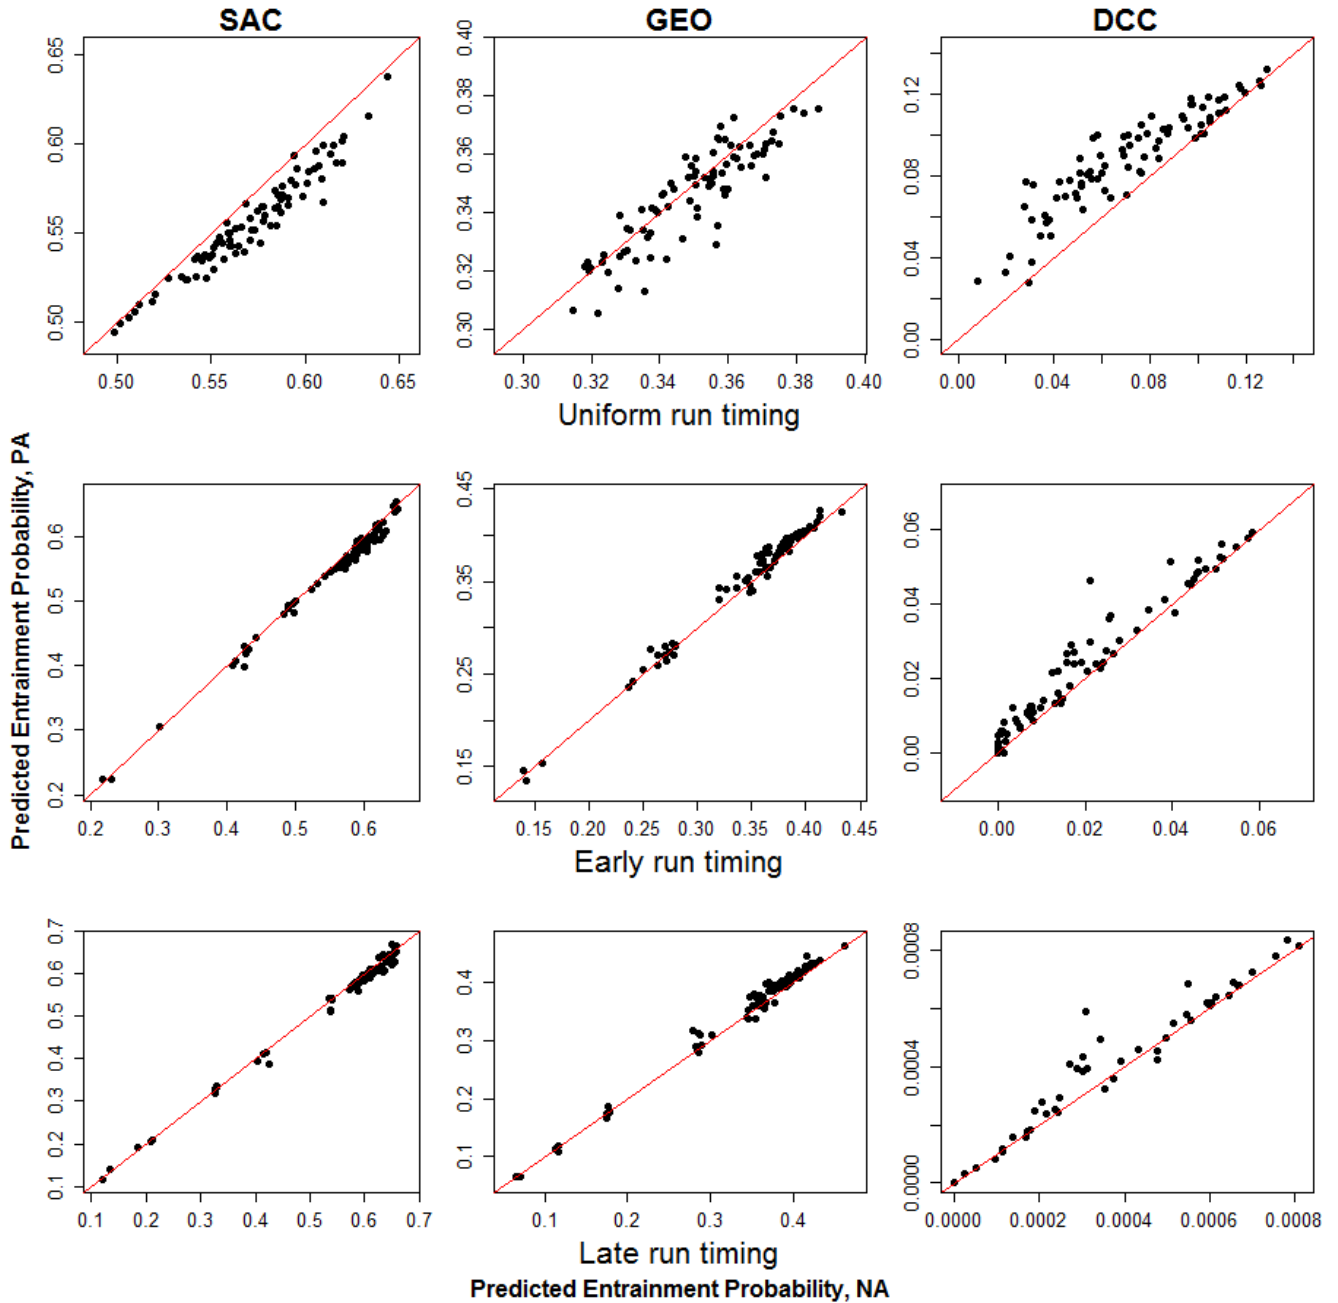 SAC GEO DCC
0.50 0.55 0.60 0.65
0.50 0.55 0.60 0.65
0.30 0.32 0.34 0.36 0.38 0.40
0.30 0.32 0.34 0.36 0.38 0.40
0.00 0.04 0.08 0.12
0.00 0.04 0.08 0.12
Uniform run timing
Predicted Entrainment Probability, PA
0.2 0.3 0.4 0.5 0.6
0.2 0.3 0.4 0.5 0.6
0.15 0.25 0.35 0.45
0.15 0.20 0.25 0.30 0.35 0.40 0.45
0.00 0.02 0.04 0.06
0.00 0.02 0.04 0.06
Early run timing
0.1 0.2 0.3 0.4 0.5 0.6 0.7
0.1 0.2 0.3 0.4 0.5 0.6 0.7
0.1 0.2 0.3 0.4
0.1 0.2 0.3 0.4
0.0000 0.0004 0.0008
0.0000 0.0002 0.0004 0.0006 0.0008
Late run timing
Predicted Entrainment Probability, NA